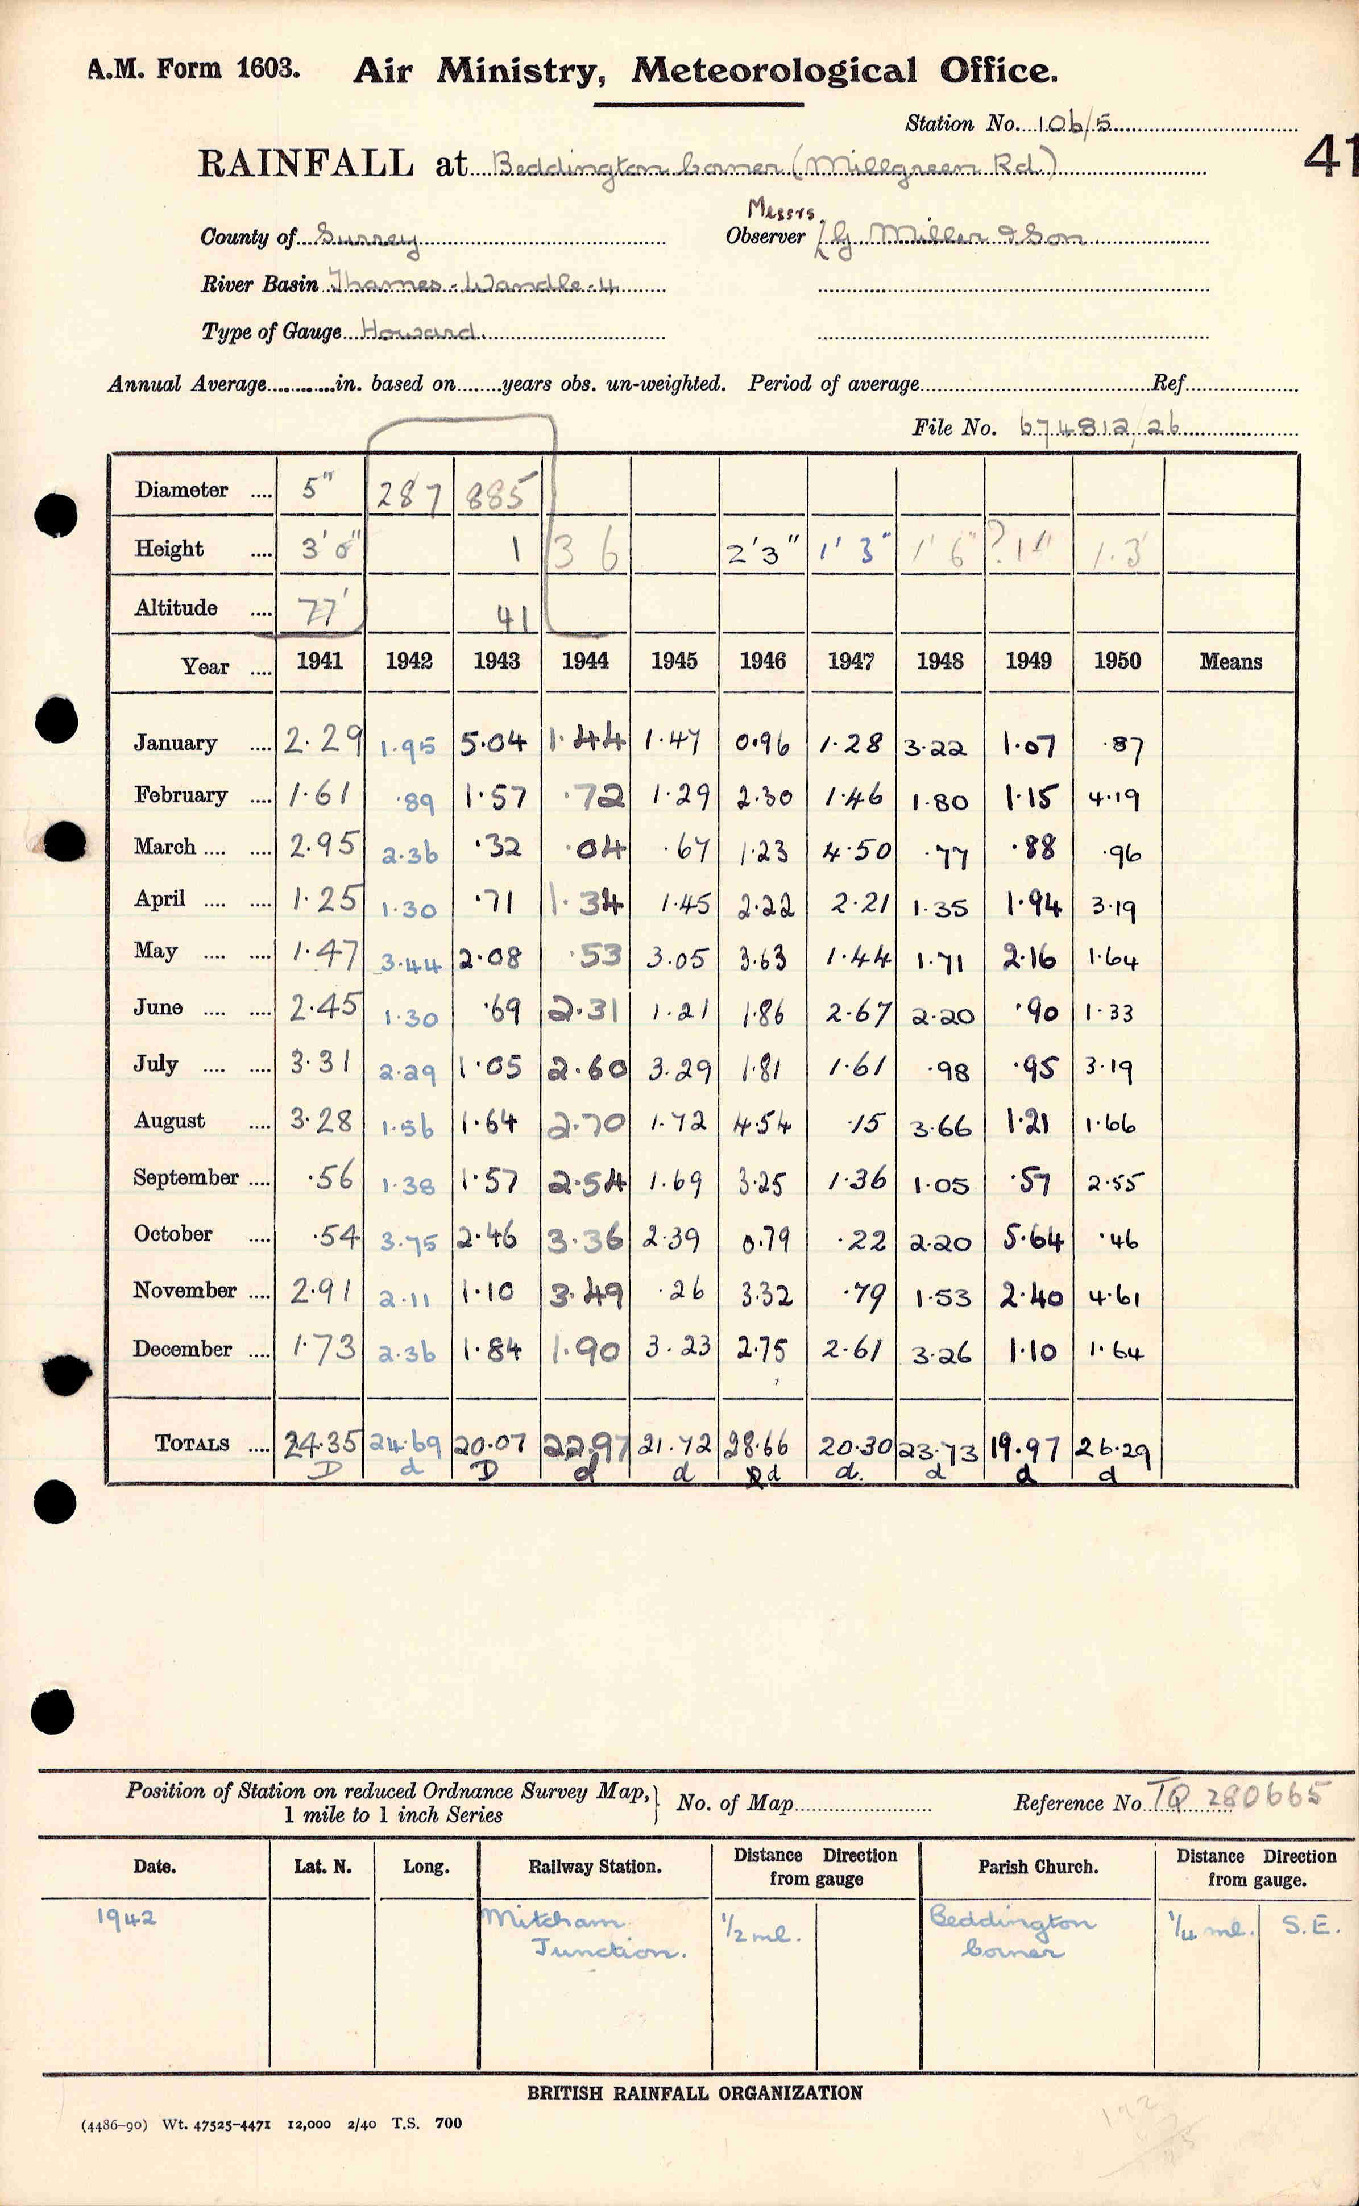 A.M. Form 1603. Air Ministry, Meteorological Office.
Station No. 106/5
41
RAINFALL at Beddington Corner (Millgreen Rd)
Messrs.
County of Surrey Observer G Miller & Son
River Basin Thames - Wandle - 4
Type of Gauge Howard.
Annual Average in. based on years obs. un-weighted. Period of average Ref
File No. 674812/26
Diameter 5" 287 885
Height 3'0" 1 36 2'3" 1'3" 1'6" ?1" 1.3
Altitude 77' 41
Year 1941 1942 1943 1944 1945 1946 1947 1948 1949 1950 Means
January 2.29 1.95 5.04 1.44 1.47 0.96 1.28 3.22 1.07 .87
February 1.61 .89 1.57 .72 1.29 2.30 1.46 1.80 1.15 4.19
March 2.95 2.36 .32 .04 .67 1.23 4.50 .77 .88 .96
April 1.25 1.30 .71 1.34 1.45 2.22 2.21 1.35 1.94 3.19
May 1.47 3.44 2.08 .53 3.05 3.63 1.44 1.71 2.16 1.64
June 2.45 1.30 .69 2.31 1.21 1.86 2.67 2.20 .90 1.33
July 3.31 2.29 1.05 2.60 3.29 1.81 1.61 .98 .95 3.19
August 3.28 1.56 1.64 2.70 1.72 4.54 .15 3.66 1.21 1.66
September .56 1.38 1.57 2.54 1.69 3.25 1.36 1.05 .57 2.55
October .54 3.75 2.46 3.36 2.39 0.79 .22 2.20 5.64 .46
November 2.91 2.11 1.10 3.49 .26 3.32 .79 1.53 2.40 4.61
December 1.73 2.36 1.84 1.90 3.23 2.75 2.61 3.26 1.10 1.64
TOTALS 24.35 24.69 20.07 22.97 21.72 28.66 20.30 23.73 19.97 26.29
D d D d d d d. d d d
Position of Station on reduced Ordnance Survey Map, 1 mile to 1 inch Series } No. of Map Reference No TQ 280665
Date. Lat. N. Long. Railway Station. Distance Direction from gauge Parish Church. Distance Direction from gauge.
1942 Mitcham Junction. 1/2 ml. Beddington Corner 1/4 ml. S.E.
BRITISH RAINFALL ORGANIZATION
(4486-90) Wt. 47525-4471 12,000 2/40 T.S. 700